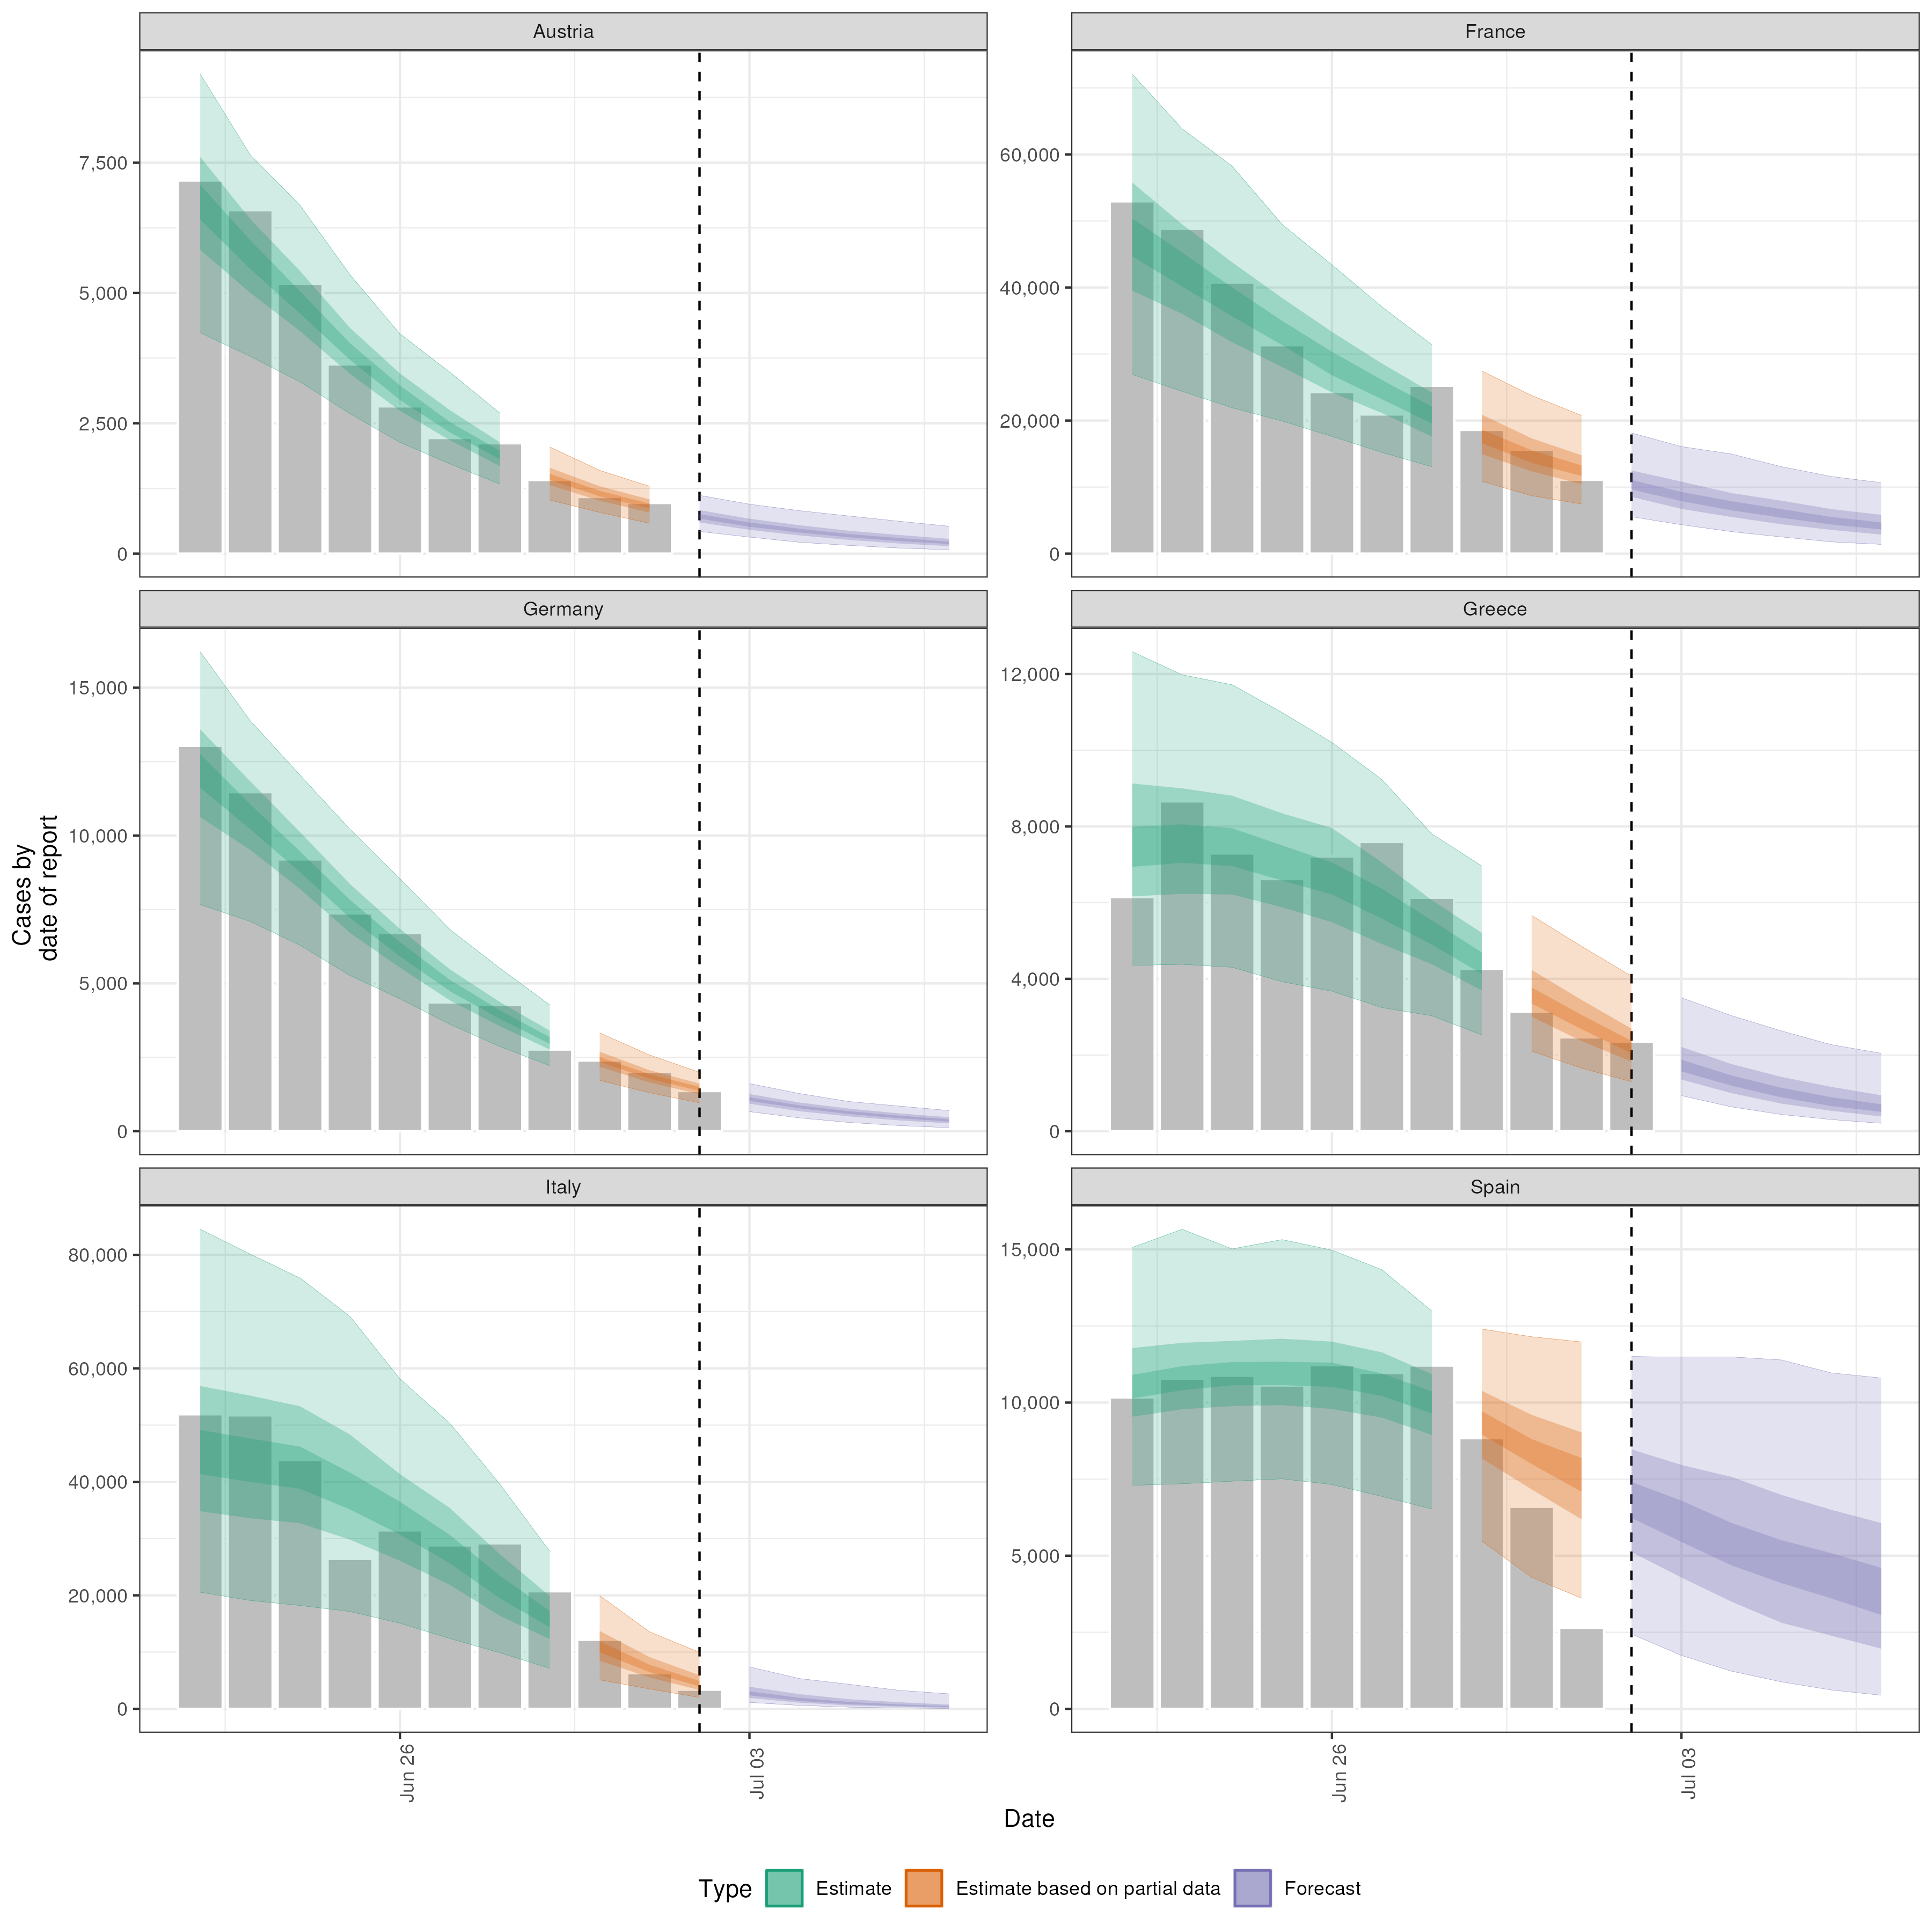 Austria
France
7,500
5,000
2,500
0
60,000
40,000
20,000
0
Germany
Greece
15,000
10,000
5,000
0
12,000
8,000
4,000
0
Cases by
date of report
Italy
Spain
80,000
60,000
40,000
20,000
0
15,000
10,000
5,000
0
Jun 26
Jul 03
Jun 26
Jul 03
Date
Type Estimate Estimate based on partial data Forecast